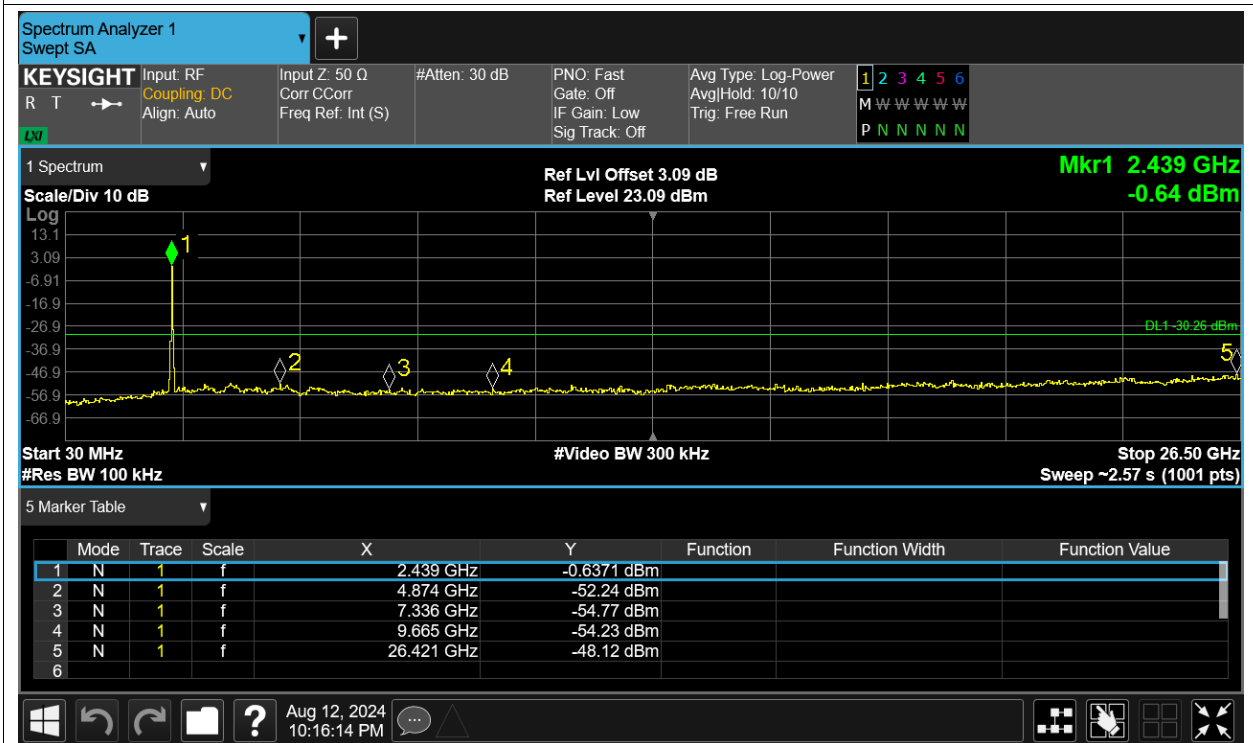 Spectrum Analyzer 1
Swept SA
KEYSIGHT
R T
LXI
Input: RF
Coupling: DC
Align: Auto
Input Z: 50 Ω
Corr CCorr
Freq Ref: Int (S)
#Atten: 30 dB
PNO: Fast
Gate: Off
IF Gain: Low
Sig Track: Off
Avg Type: Log-Power
Avg|Hold: 10/10
Trig: Free Run
1 2 3 4 5 6
M W W W W W
P N N N N N
1 Spectrum
Scale/Div 10 dB
Ref Lvl Offset 3.09 dB
Ref Level 23.09 dBm
Mkr1 2.439 GHz
-0.64 dBm
Log
13.1
3.09
-6.91
-16.9
-26.9
-36.9
-46.9
-56.9
-66.9
1
2
3
4
5
DL1 -30.26 dBm
Start 30 MHz
#Res BW 100 kHz
#Video BW 300 kHz
Stop 26.50 GHz
Sweep ~2.57 s (1001 pts)
5 Marker Table
Mode Trace Scale X Y Function Function Width Function Value
1 N 1 f 2.439 GHz -0.6371 dBm
2 N 1 f 4.874 GHz -52.24 dBm
3 N 1 f 7.336 GHz -54.77 dBm
4 N 1 f 9.665 GHz -54.23 dBm
5 N 1 f 26.421 GHz -48.12 dBm
6
?
Aug 12, 2024
10:16:14 PM